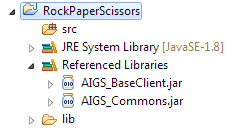 RockPaperScissors
src
JRE System Library [JavaSE-1.8]
Referenced Libraries
AIGS_BaseClient.jar
AIGS_Commons.jar
lib